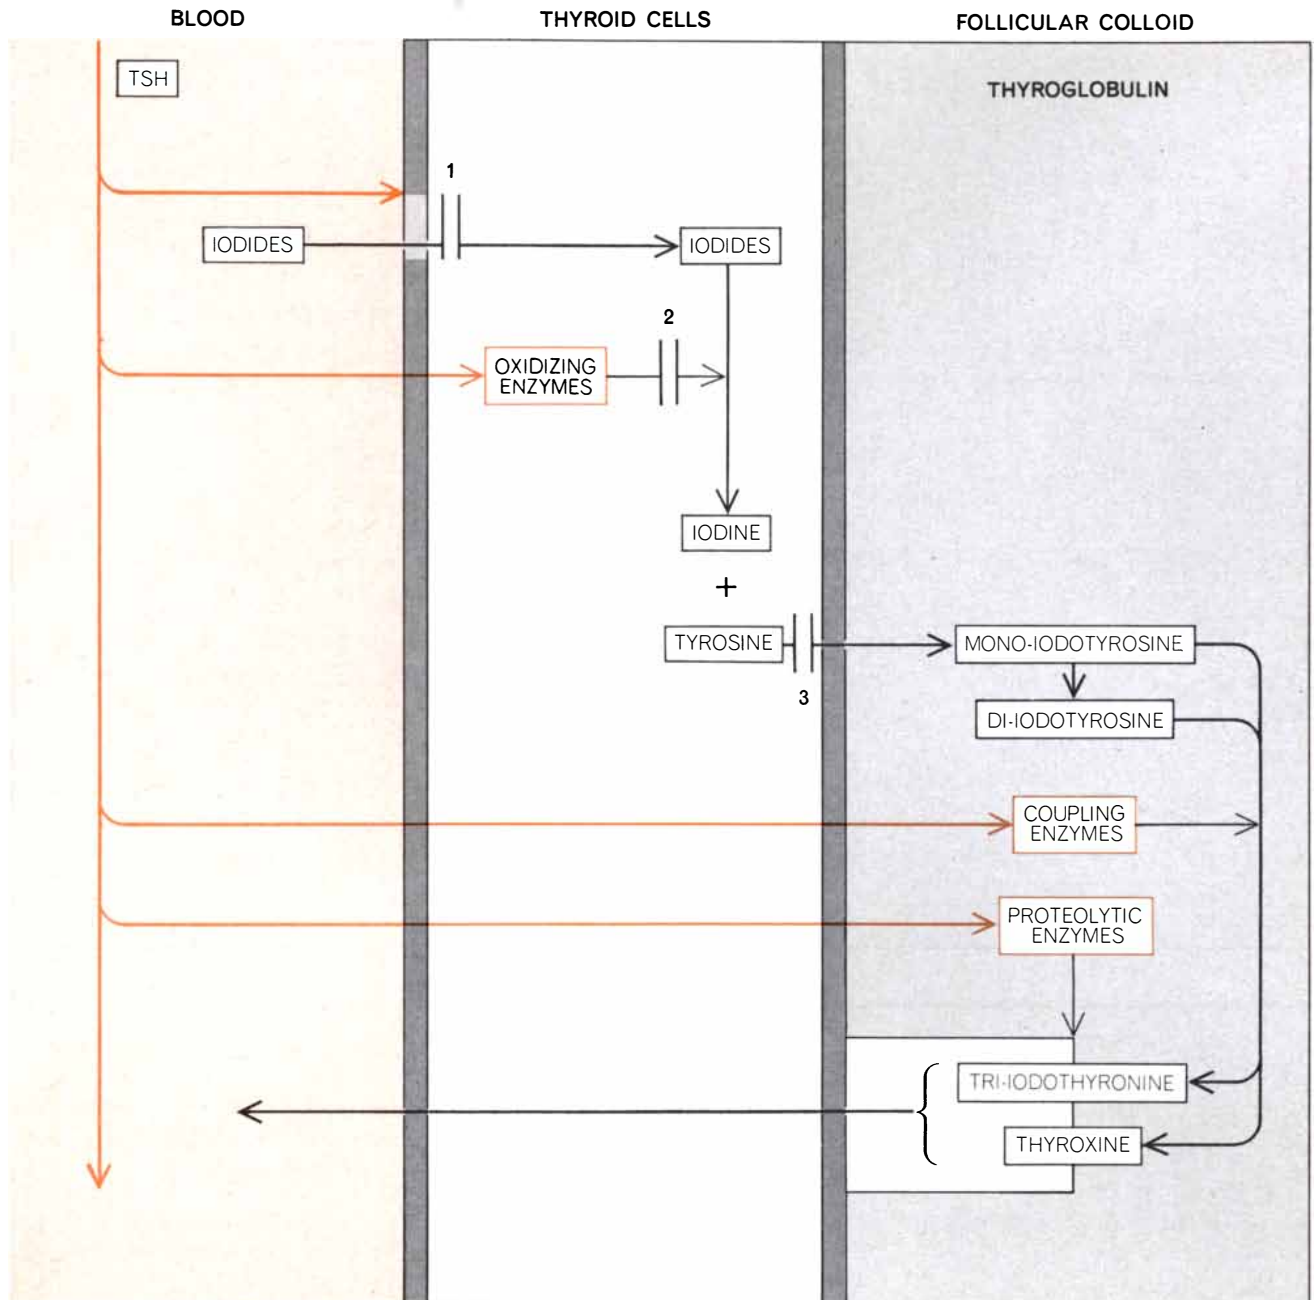 BLOOD
THYROID CELLS
FOLLICULAR COLLOID
TSH
THYROGLOBULIN
1
IODIDES
IODIDES
2
OXIDIZING
ENZYMES
IODINE
+
TYROSINE
3
MONO-IODOTYROSINE
DI-IODOTYROSINE
COUPLING
ENZYMES
PROTEOLYTIC
ENZYMES
TRI-IODOTHYRONINE
THYROXINE